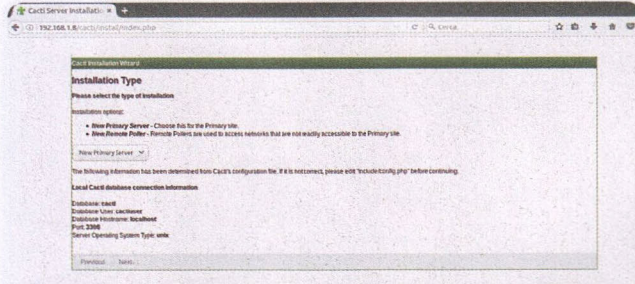 Cacti Server Installatio
192.168.1.8/cacti/install/index.php
Cerca
Cacti Installation Wizard
Installation Type
Please select the type of installation
Installation options:
New Primary Server - Choose this for the Primary site.
New Remote Poller - Remote Pollers are used to access networks that are not readily accessible to the Primary site.
New Primary Server
The following information has been determined from Cacti's configuration file. If it is not correct, please edit "include/config.php" before continuing.
Local Cacti database connection information
Database: cacti
Database User: cactiuser
Database Hostname: localhost
Port: 3306
Server Operating System Type: unix
Previous Next